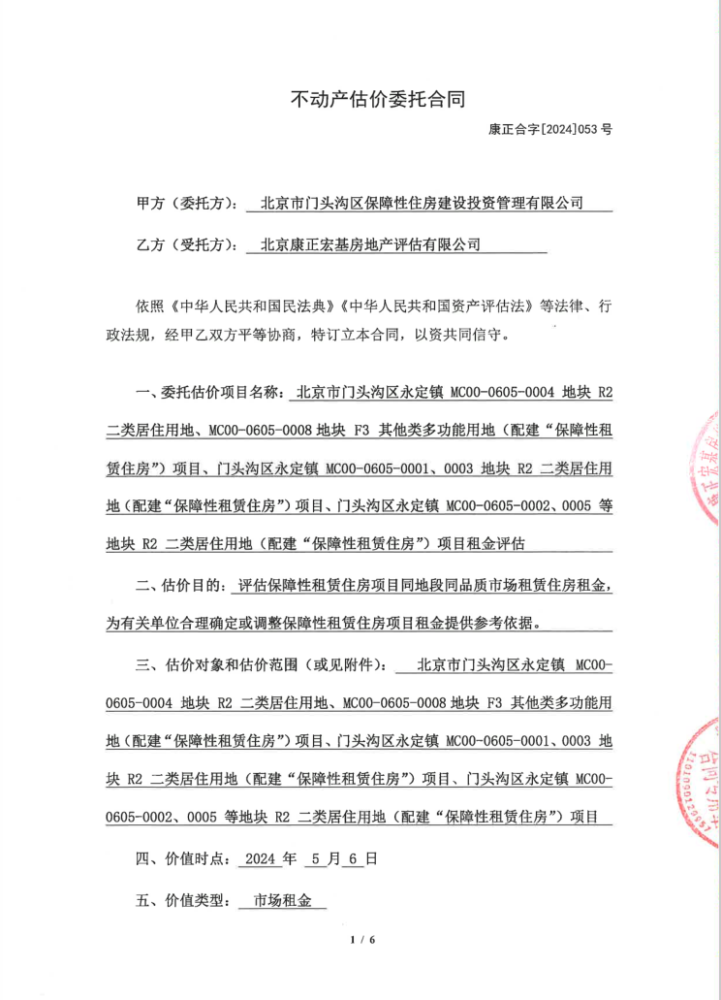 不动产估价委托合同
康正合字[2024]053号
甲方（委托方）：北京市门头沟区保障性住房建设投资管理有限公司
乙方（受托方）：北京康正宏基房地产评估有限公司
依照《中华人民共和国民法典》《中华人民共和国资产评估法》等法律、行
政法规，经甲乙双方平等协商，特订立本合同，以资共同信守。
一、委托估价项目名称：北京市门头沟区永定镇 MC00-0605-0004 地块 R2
二类居住用地、MC00-0605-0008地块 F3 其他类多功能用地（配建“保障性租
赁住房”）项目、门头沟区永定镇 MC00-0605-0001、0003 地块 R2 二类居住用
地（配建“保障性租赁住房”）项目、门头沟区永定镇 MC00-0605-0002、0005 等
地块 R2 二类居住用地（配建“保障性租赁住房”）项目租金评估
二、估价目的：评估保障性租赁住房项目同地段同品质市场租赁住房租金，
为有关单位合理确定或调整保障性租赁住房项目租金提供参考依据。
三、估价对象和估价范围（或见附件）：北京市门头沟区永定镇 MC00-
0605-0004 地块 R2 二类居住用地、MC00-0605-0008地块 F3 其他类多功能用
地（配建“保障性租赁住房”）项目、门头沟区永定镇 MC00-0605-0001、0003 地
块 R2 二类居住用地（配建“保障性租赁住房”）项目、门头沟区永定镇 MC00-
0605-0002、0005 等地块 R2 二类居住用地（配建“保障性租赁住房”）项目
四、价值时点：2024 年 5 月 6 日
五、价值类型：市场租金
1 / 6